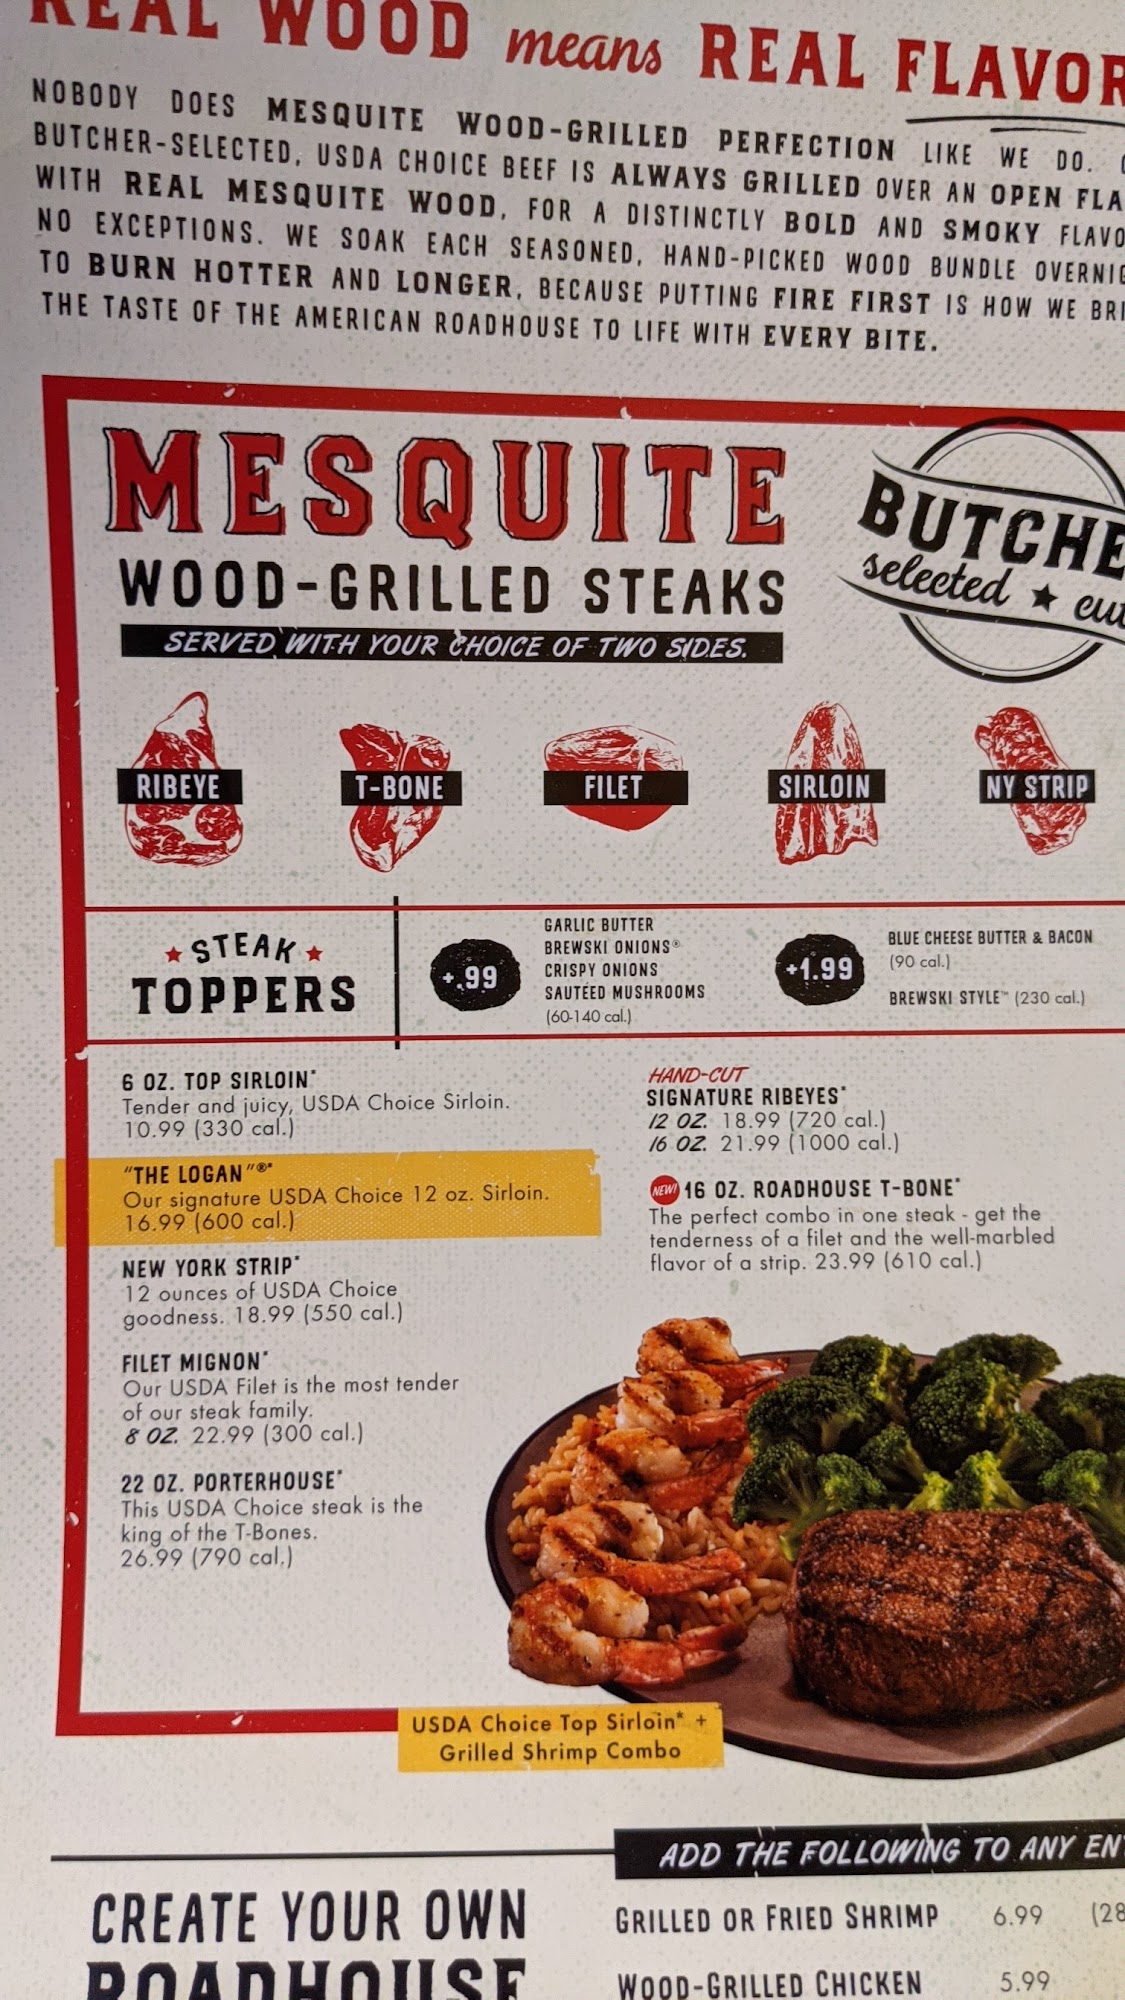 REAL WOOD means REAL FLAVOR
NOBODY DOES MESQUITE WOOD-GRILLED PERFECTION LIKE WE DO.
BUTCHER-SELECTED, USDA CHOICE BEEF IS ALWAYS GRILLED OVER AN OPEN FLA
WITH REAL MESQUITE WOOD, FOR A DISTINCTLY BOLD AND SMOKY FLAVO
NO EXCEPTIONS. WE SOAK EACH SEASONED, HAND-PICKED WOOD BUNDLE OVERNIG
TO BURN HOTTER AND LONGER, BECAUSE PUTTING FIRE FIRST IS HOW WE BRI
THE TASTE OF THE AMERICAN ROADHOUSE TO LIFE WITH EVERY BITE.
MESQUITE
WOOD-GRILLED STEAKS
SERVED WITH YOUR CHOICE OF TWO SIDES.
BUTCHE
selected ★ cut
RIBEYE
T-BONE
FILET
SIRLOIN
NY STRIP
★ STEAK ★
TOPPERS
+.99
GARLIC BUTTER
BREWSKI ONIONS®
CRISPY ONIONS
SAUTÉED MUSHROOMS
(60-140 cal.)
+1.99
BLUE CHEESE BUTTER & BACON
(90 cal.)
BREWSKI STYLE™ (230 cal.)
6 OZ. TOP SIRLOIN*
Tender and juicy, USDA Choice Sirloin.
10.99 (330 cal.)
"THE LOGAN"®*
Our signature USDA Choice 12 oz. Sirloin.
16.99 (600 cal.)
NEW YORK STRIP*
12 ounces of USDA Choice
goodness. 18.99 (550 cal.)
FILET MIGNON*
Our USDA Filet is the most tender
of our steak family.
8 OZ. 22.99 (300 cal.)
22 OZ. PORTERHOUSE*
This USDA Choice steak is the
king of the T-Bones.
26.99 (790 cal.)
HAND-CUT
SIGNATURE RIBEYES*
12 OZ. 18.99 (720 cal.)
16 OZ. 21.99 (1000 cal.)
NEW! 16 OZ. ROADHOUSE T-BONE*
The perfect combo in one steak - get the
tenderness of a filet and the well-marbled
flavor of a strip. 23.99 (610 cal.)
USDA Choice Top Sirloin* +
Grilled Shrimp Combo
ADD THE FOLLOWING TO ANY ENT
CREATE YOUR OWN
ROADHOUSE
GRILLED OR FRIED SHRIMP 6.99 (28
WOOD-GRILLED CHICKEN 5.99